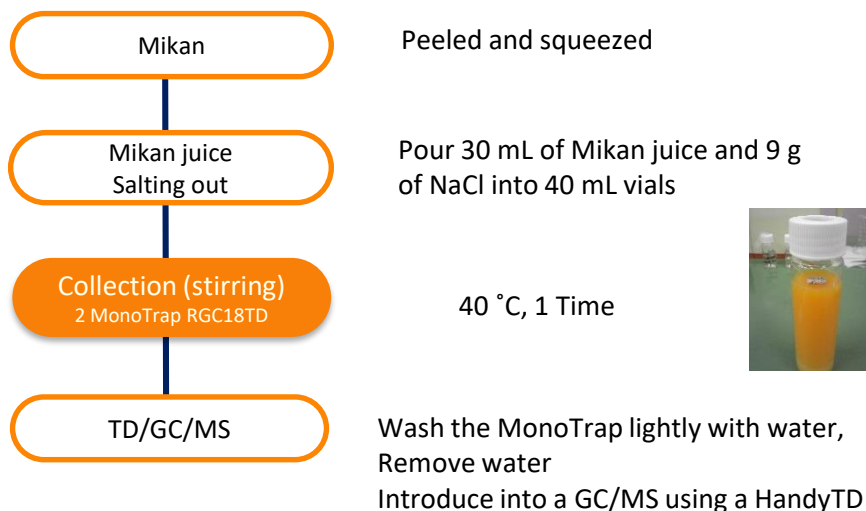 Mikan
Peeled and squeezed
Mikan juice
Salting out
Pour 30 mL of Mikan juice and 9 g
of NaCl into 40 mL vials
Collection (stirring)
2 MonoTrap RGC18TD
40 ˚C, 1 Time
TD/GC/MS
Wash the MonoTrap lightly with water,
Remove water
Introduce into a GC/MS using a HandyTD